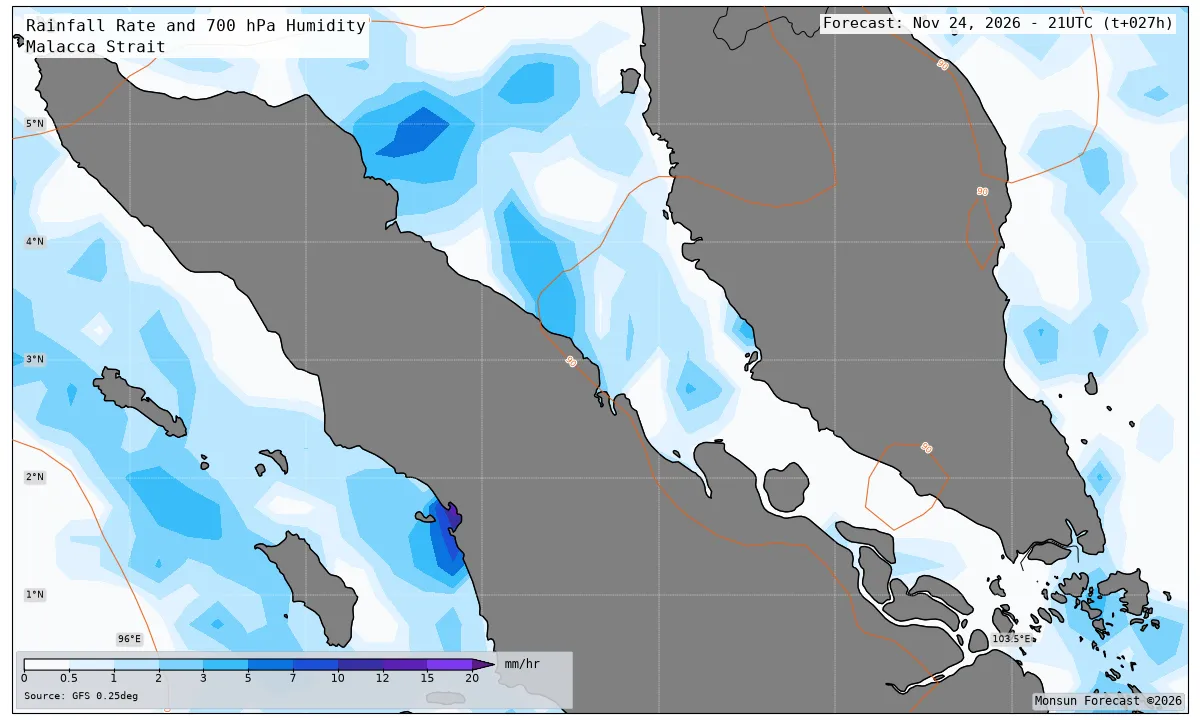 Rainfall Rate and 700 hPa Humidity
Malacca Strait
Forecast: Nov 24, 2026 - 21UTC (t+027h)
90
5°N
90
4°N
3°N
90
90
2°N
1°N
96°E
103.5°E
0 0.5 1 2 3 5 7 10 12 15 20 mm/hr
Source: GFS 0.25deg
Monsun Forecast ©2026